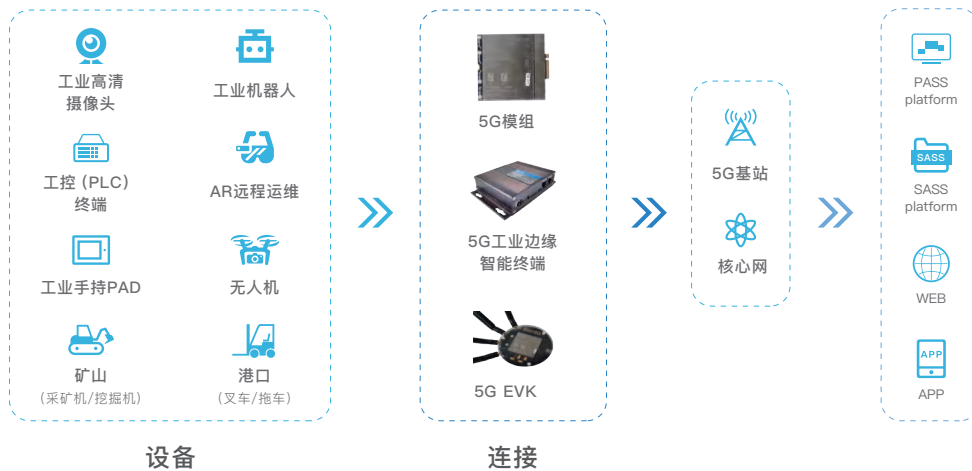 工业高清
摄像头
工业机器人
工控（PLC）
终端
AR远程运维
工业手持PAD
无人机
矿山
（采矿机/挖掘机）
港口
（叉车/拖车）
设备
5G模组
5G工业边缘
智能终端
5G EVK
连接
5G基站
核心网
PASS
platform
SASS
SASS
platform
WEB
APP
APP